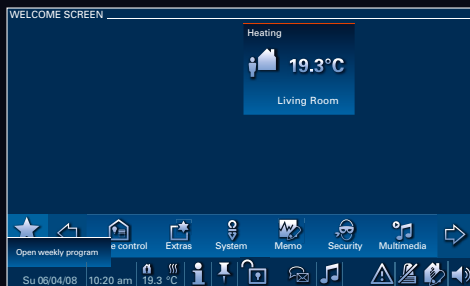 WELCOME SCREEN
Heating
19.3°C
Living Room
e control
Extras
System
Memo
Security
Multimedia
Open weekly program
Su 06/04/08
10:20 am
19.3 °C